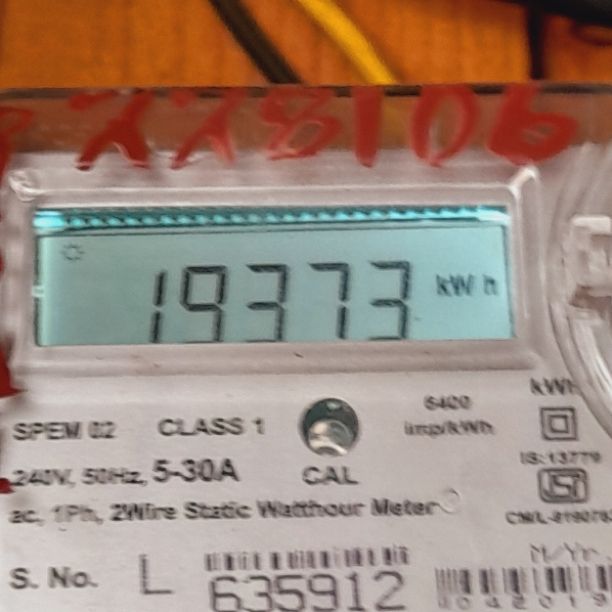 XX8106
19373 kWh
kWh
SPEM 02 CLASS 1 6400
imp/kWh
240V, 50Hz, 5-30A CAL IS:13779
ac, 1Ph, 2Wire Static Watthour Meter
M/Yr.
S. No. L 635912